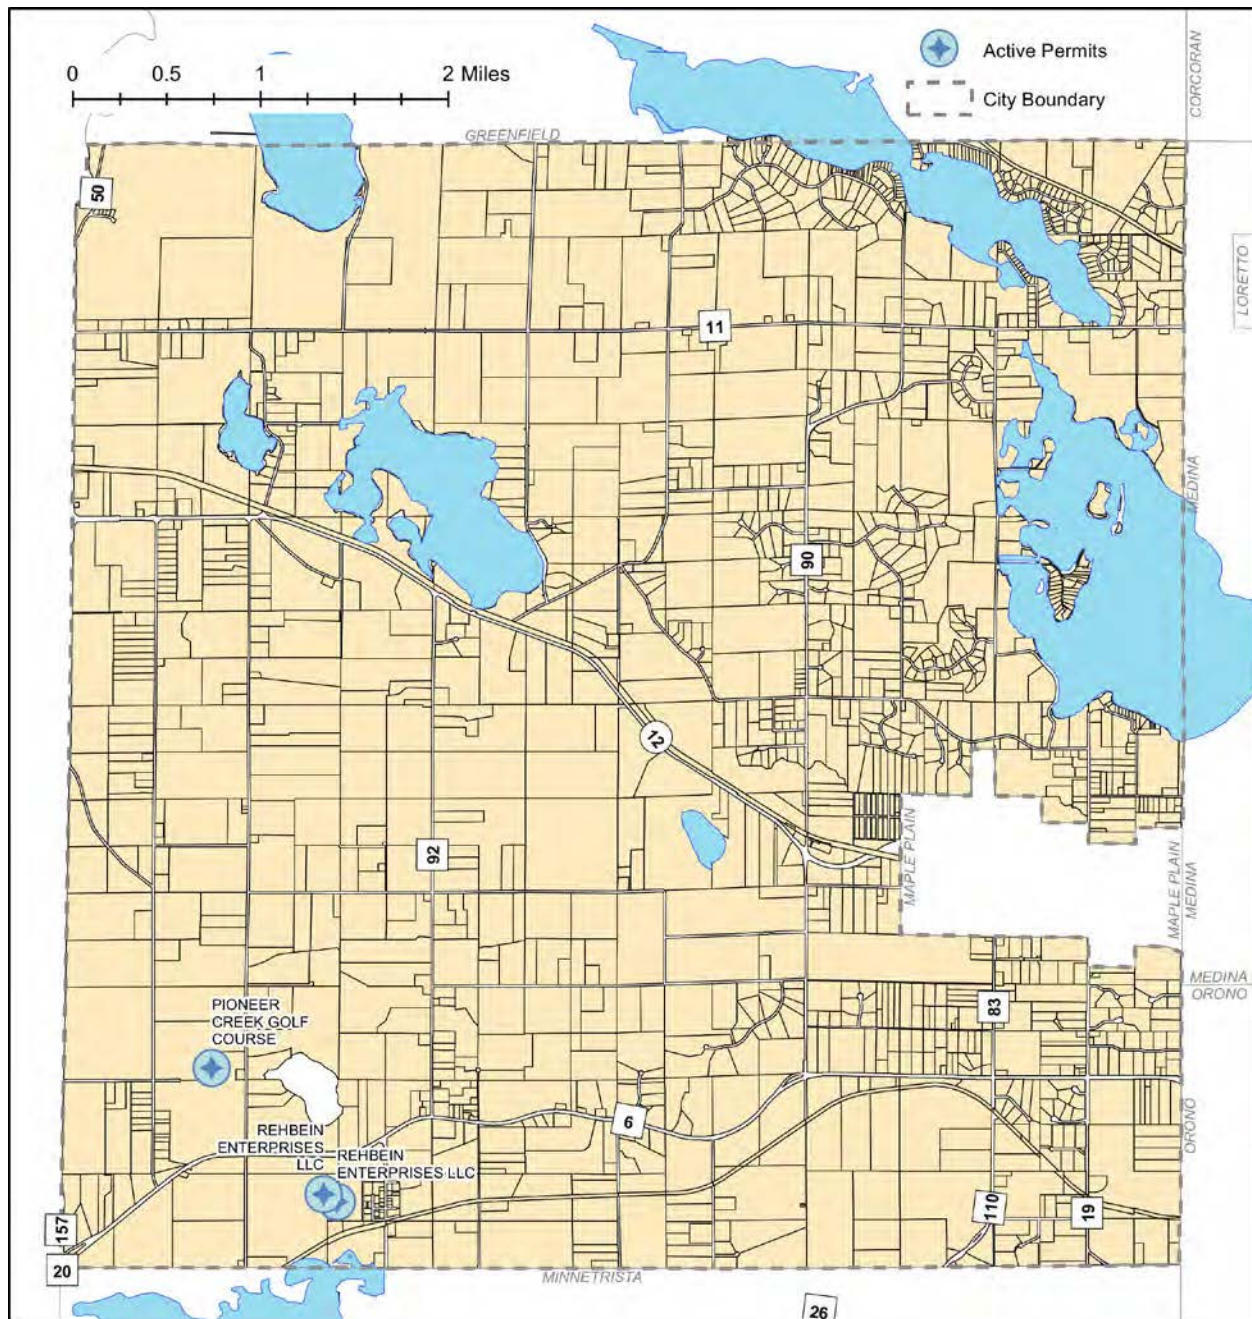 Active Permits
City Boundary
0 0.5 1 2 Miles
CORCORAN
GREENFIELD
50
LORETTO
11
MEDINA
90
12
MAPLE PLAIN
92
MAPLE PLAIN
MEDINA
MEDINA
ORONO
PIONEER
CREEK GOLF
COURSE
83
6
ORONO
REHBEIN
ENTERPRISES
LLC
REHBEIN
ENTERPRISES LLC
157
110
19
20
MINNETRISTA
26